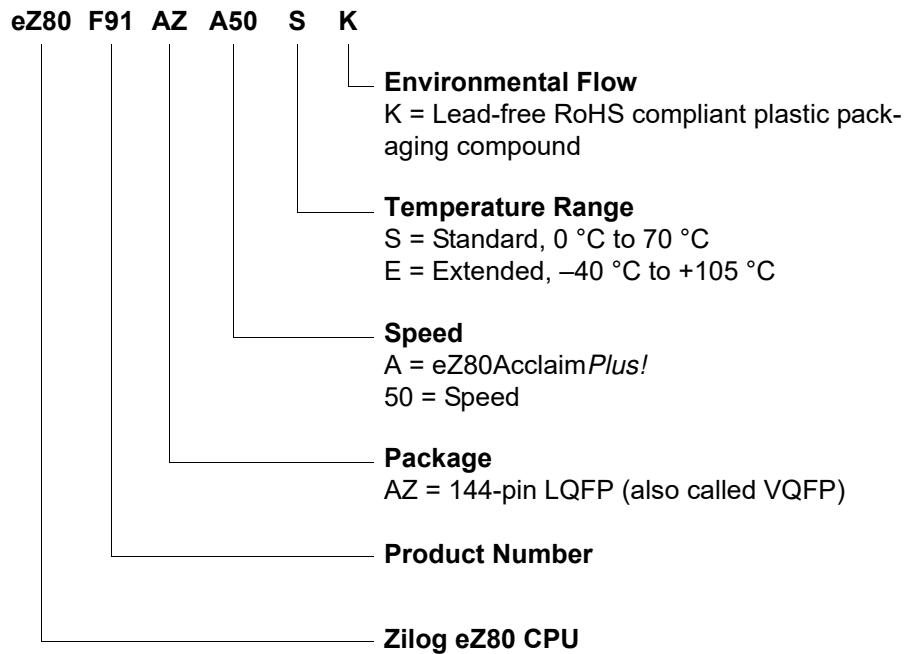 eZ80 F91 AZ A50 S K
Environmental Flow
K = Lead-free RoHS compliant plastic pack-
aging compound
Temperature Range
S = Standard, 0 °C to 70 °C
E = Extended, –40 °C to +105 °C
Speed
A = eZ80AcclaimPlus!
50 = Speed
Package
AZ = 144-pin LQFP (also called VQFP)
Product Number
Zilog eZ80 CPU